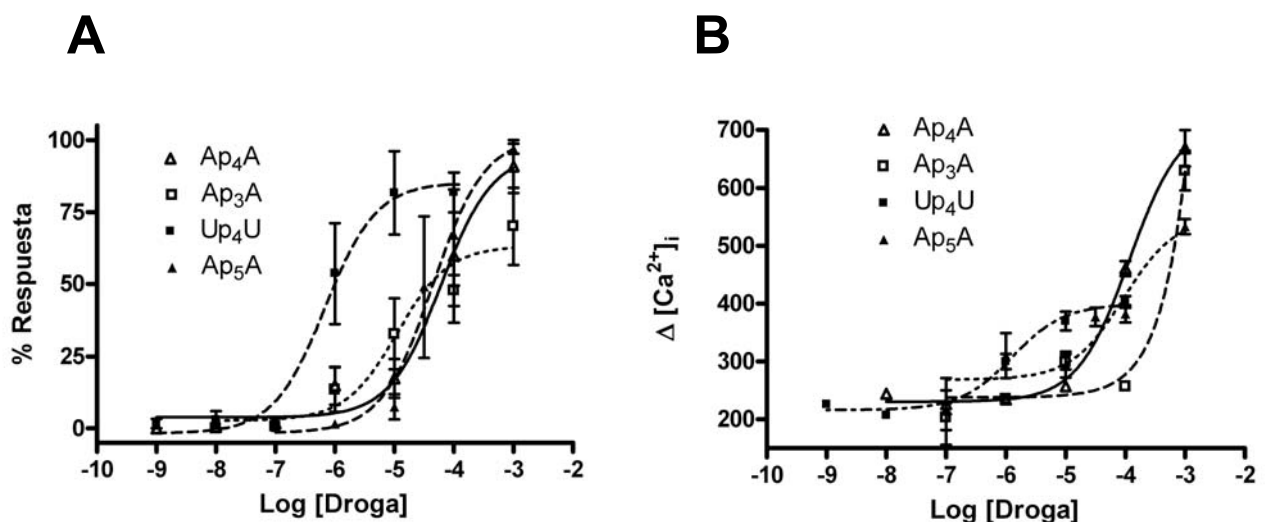 A
B
100
75
50
25
0
% Respuesta
Ap₄A
Ap₃A
Up₄U
Ap₅A
-10 -9 -8 -7 -6 -5 -4 -3 -2
Log [Droga]
700
600
500
400
300
200
Δ [Ca²⁺]ᵢ
Ap₄A
Ap₃A
Up₄U
Ap₅A
-10 -9 -8 -7 -6 -5 -4 -3 -2
Log [Droga]